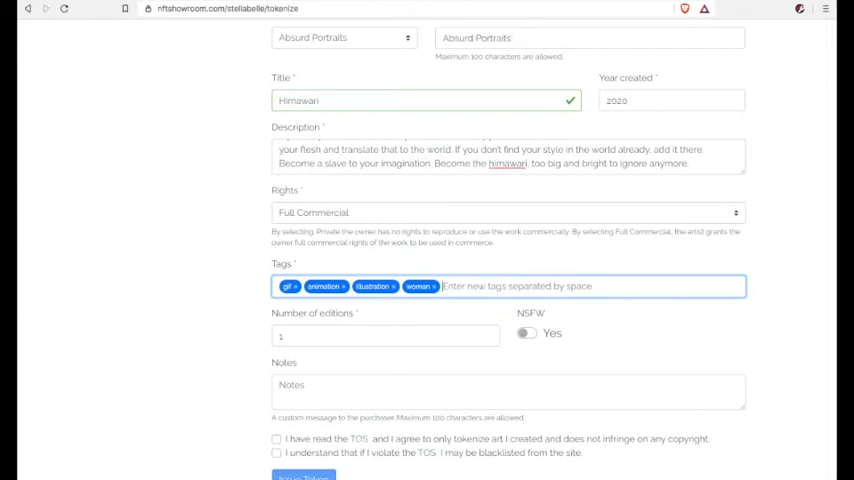 nftshowroom.com/stellabelle/tokenize
Absurd Portraits
Absurd Portraits
Maximum 100 characters are allowed.
Title *
Year created *
Himawari
2020
Description *
your flesh and translate that to the world. If you don't find your style in the world already, add it there.
Become a slave to your imagination. Become the himawari, too big and bright to ignore anymore.
Rights *
Full Commercial
By selecting, Private the owner has no rights to reproduce or use the work commercially. By selecting Full Commercial, the artist grants the
owner full commercial rights of the work to be used in commerce.
Tags *
gif × animation × illustration × woman × Enter new tags separated by space
Number of editions *
NSFW
1
Yes
Notes
Notes
A custom message to the purchaser. Maximum 100 characters are allowed.
I have read the TOS and I agree to only tokenize art I created and does not infringe on any copyright.
I understand that if I violate the TOS I may be blacklisted from the site.
Issue Token